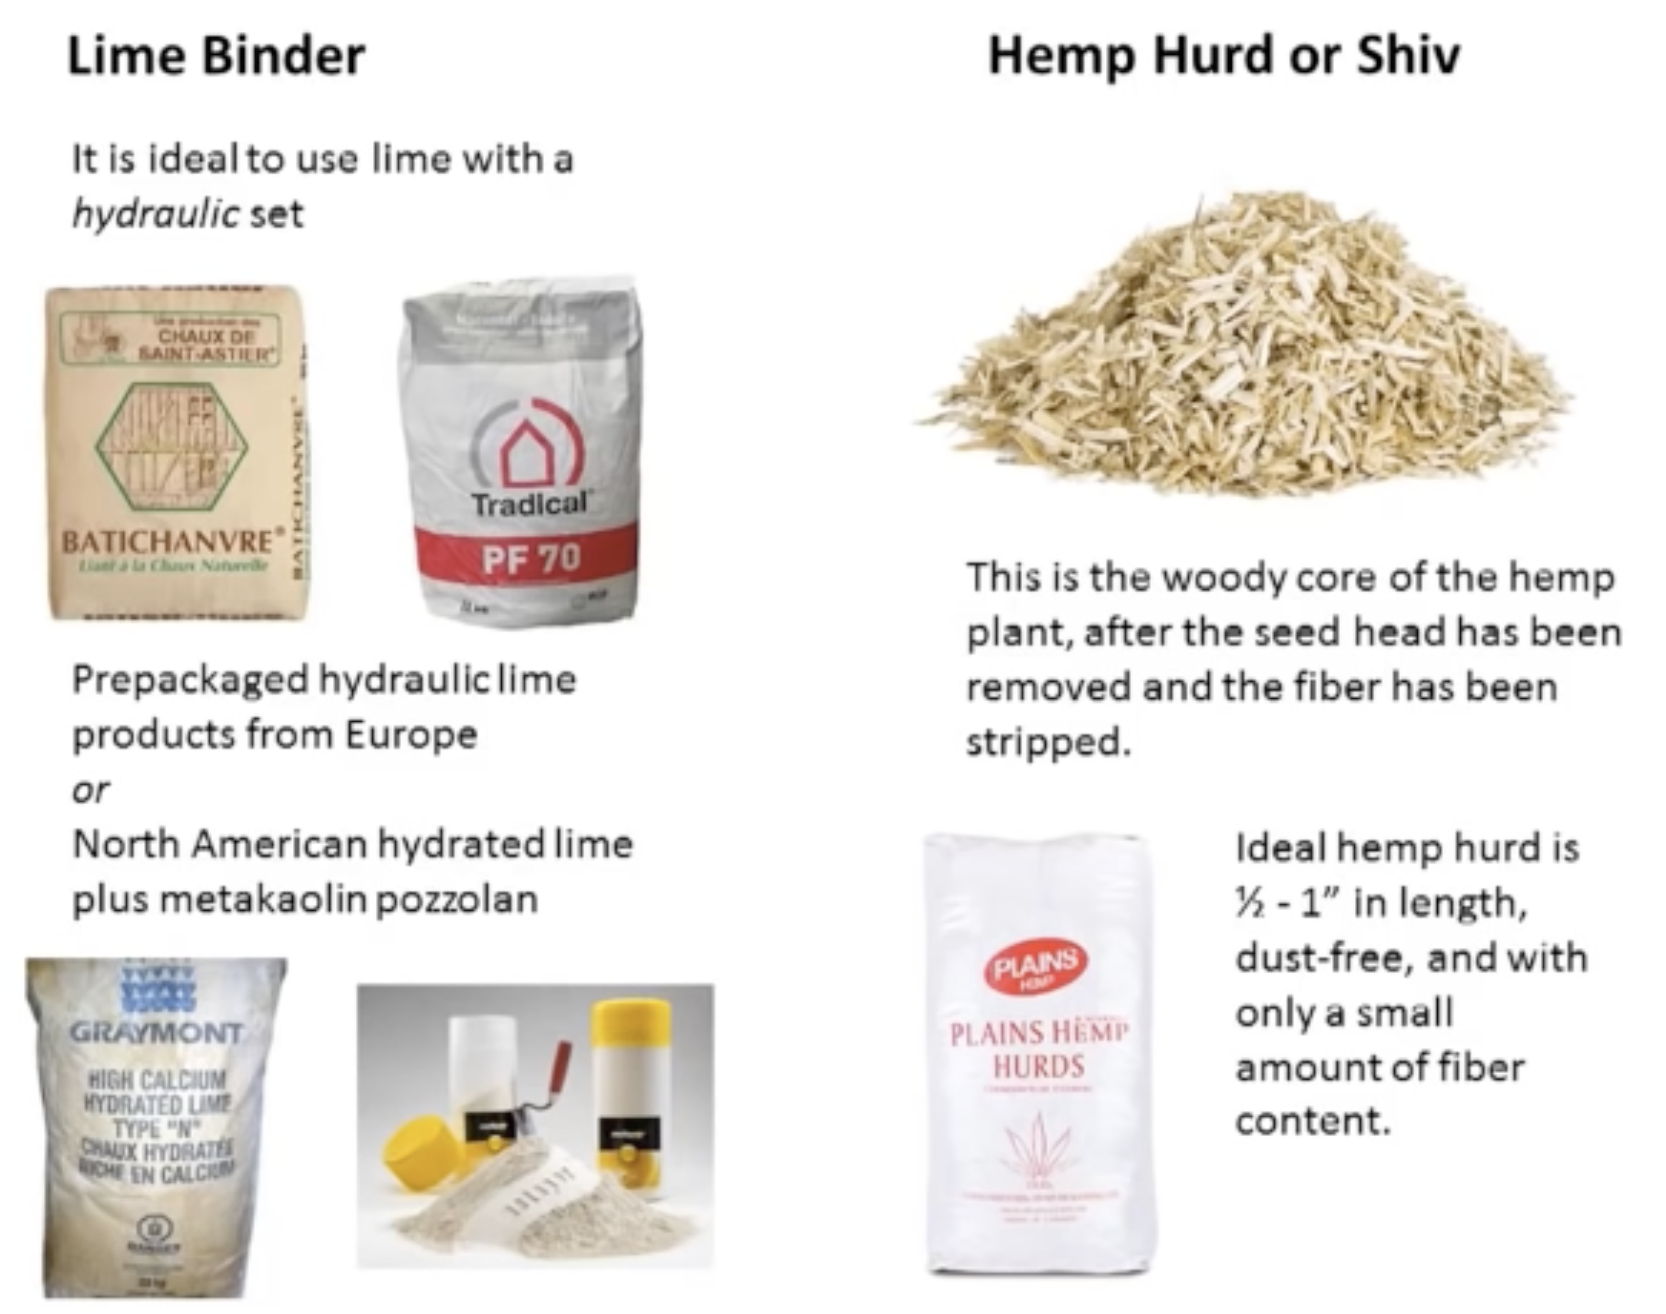 Lime Binder
It is ideal to use lime with a
hydraulic set
CHAUX DE
SAINT-ASTIER
BATICHANVRE®
Liant à la Chaux Naturelle
BATICHANVRE
Tradical
PF 70
Prepackaged hydraulic lime
products from Europe
or
North American hydrated lime
plus metakaolin pozzolan
GRAYMONT
HIGH CALCIUM
HYDRATED LIME
TYPE "N"
CHAUX HYDRATÉE
RICHE EN CALCIUM
Hemp Hurd or Shiv
This is the woody core of the hemp
plant, after the seed head has been
removed and the fiber has been
stripped.
PLAINS
HEMP
PLAINS HEMP
HURDS
Ideal hemp hurd is
½ - 1” in length,
dust-free, and with
only a small
amount of fiber
content.